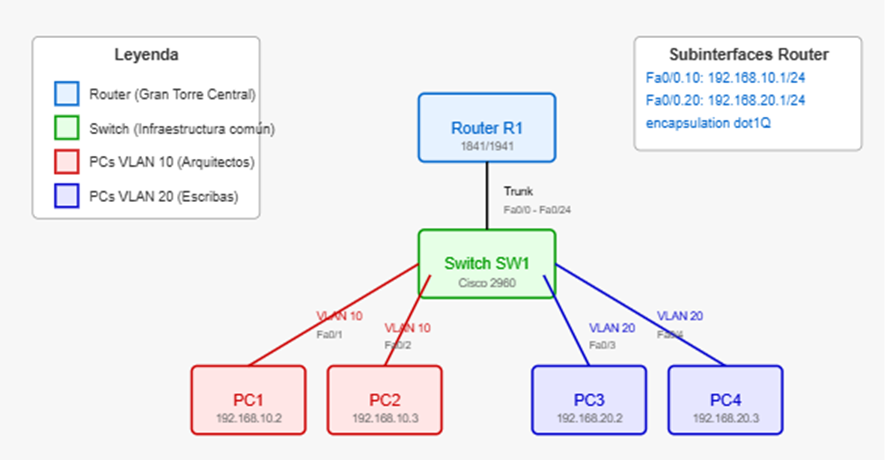 Leyenda
Router (Gran Torre Central)
Switch (Infraestructura común)
PCs VLAN 10 (Arquitectos)
PCs VLAN 20 (Escribas)
Subinterfaces Router
Fa0/0.10: 192.168.10.1/24
Fa0/0.20: 192.168.20.1/24
encapsulation dot1Q
Router R1
1841/1941
Trunk
Fa0/0 - Fa0/24
Switch SW1
Cisco 2960
VLAN 10
Fa0/1
VLAN 10
Fa0/2
VLAN 20
Fa0/3
VLAN 20
Fa0/4
PC1
192.168.10.2
PC2
192.168.10.3
PC3
192.168.20.2
PC4
192.168.20.3